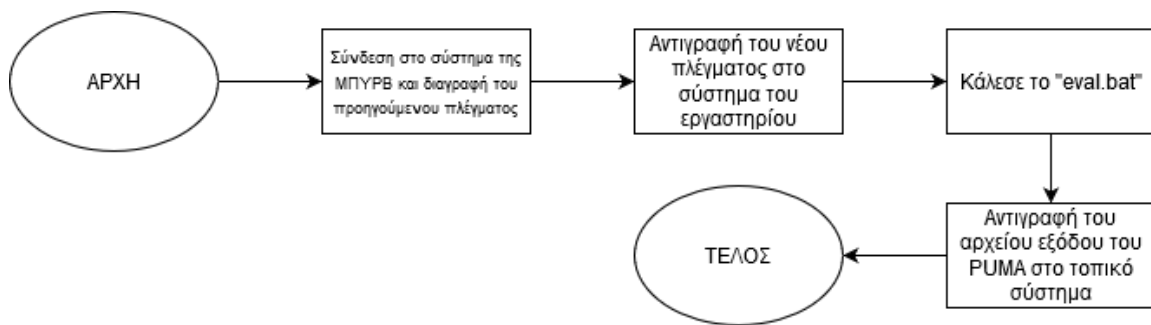 ΑΡΧΗ
Σύνδεση στο σύστημα της
ΜΠΥΡΒ και διαγραφή του
προηγούμενου πλέγματος
Αντιγραφή του νέου
πλέγματος στο
σύστημα του
εργαστηρίου
Κάλεσε το "eval.bat"
Αντιγραφή του
αρχείου εξόδου του
PUMA στο τοπικό
σύστημα
ΤΕΛΟΣ